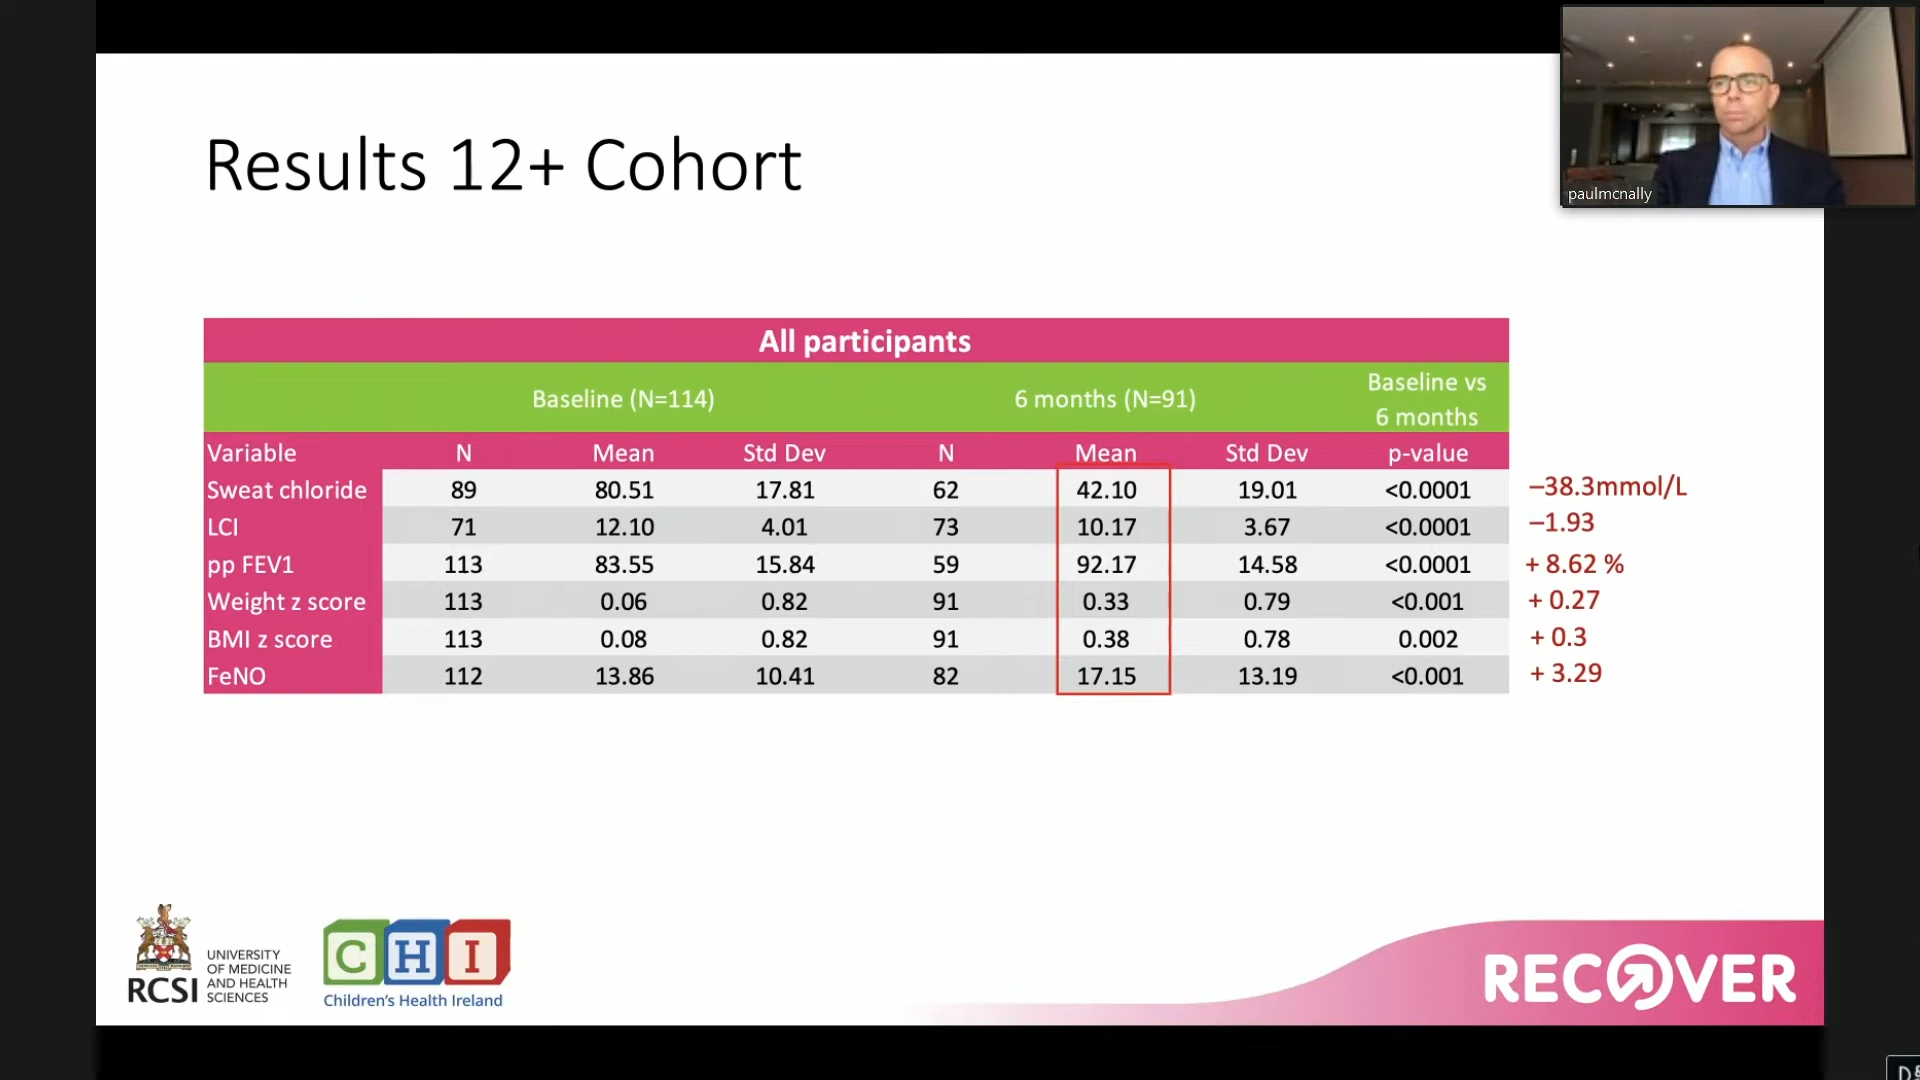 paulmcnally
Results 12+ Cohort
All participants
Baseline (N=114) 6 months (N=91) Baseline vs 6 months
Variable N Mean Std Dev N Mean Std Dev p-value
Sweat chloride 89 80.51 17.81 62 42.10 19.01 <0.0001 –38.3mmol/L
LCI 71 12.10 4.01 73 10.17 3.67 <0.0001 –1.93
pp FEV1 113 83.55 15.84 59 92.17 14.58 <0.0001 + 8.62 %
Weight z score 113 0.06 0.82 91 0.33 0.79 <0.001 + 0.27
BMI z score 113 0.08 0.82 91 0.38 0.78 0.002 + 0.3
FeNO 112 13.86 10.41 82 17.15 13.19 <0.001 + 3.29
RCSI
UNIVERSITY
OF MEDICINE
AND HEALTH
SCIENCES
CHI
Children's Health Ireland
RECOVER